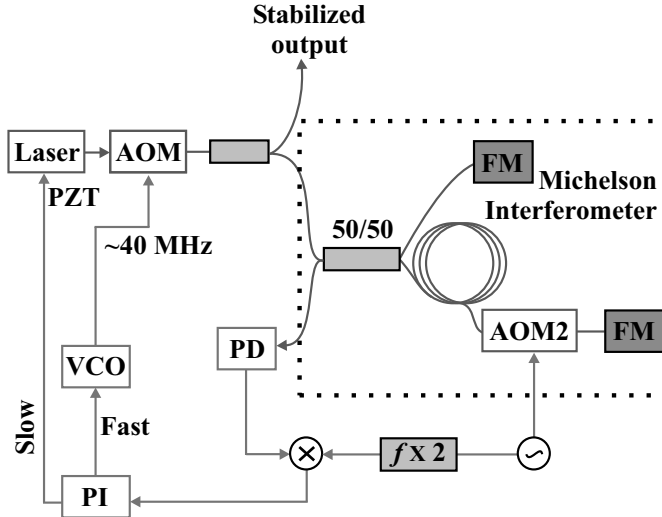 Stabilized
output
Laser
AOM
FM
PZT
Michelson
Interferometer
50/50
~40 MHz
AOM2
FM
PD
VCO
Slow
Fast
f X 2
PI